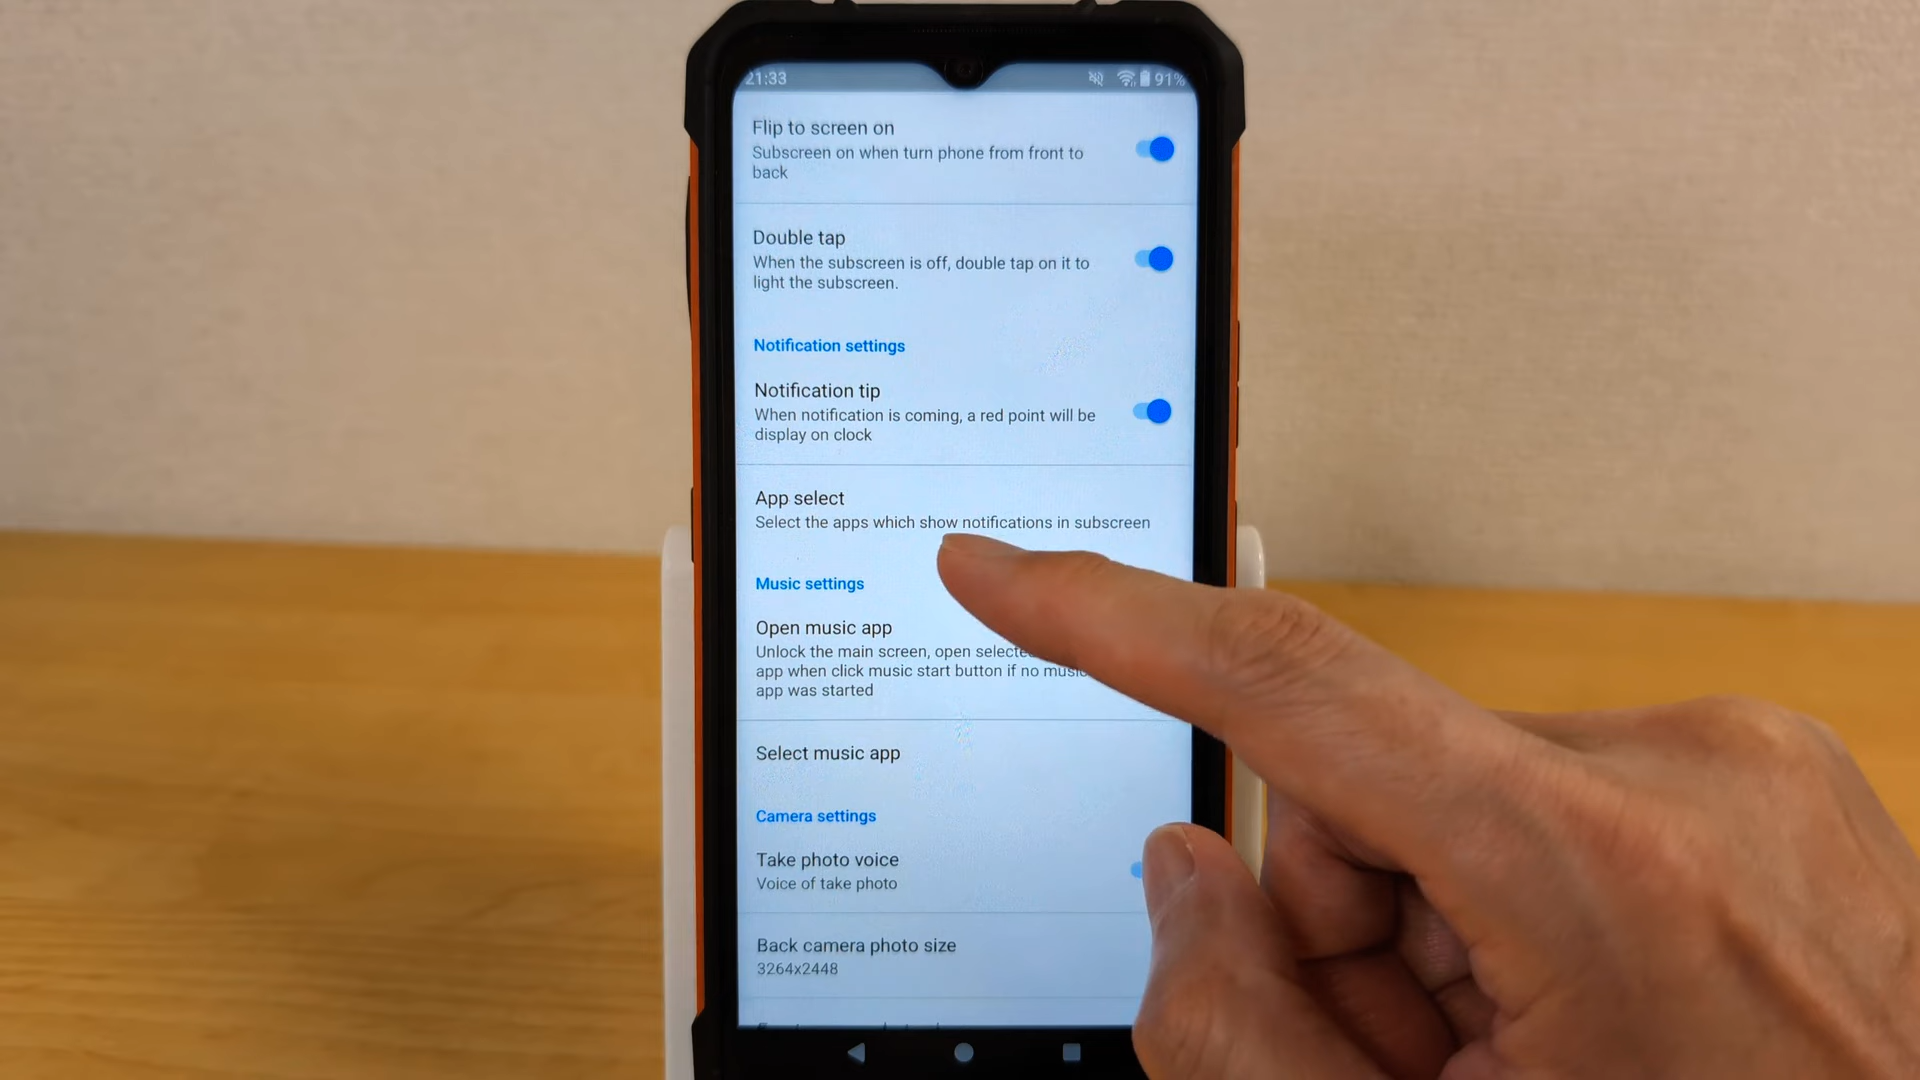 21:33
91%
Flip to screen on
Subscreen on when turn phone from front to
back
Double tap
When the subscreen is off, double tap on it to
light the subscreen.
Notification settings
Notification tip
When notification is coming, a red point will be
display on clock
App select
Select the apps which show notifications in subscreen
Music settings
Open music app
Unlock the main screen, open selected
app when click music start button if no music
app was started
Select music app
Camera settings
Take photo voice
Voice of take photo
Back camera photo size
3264x2448